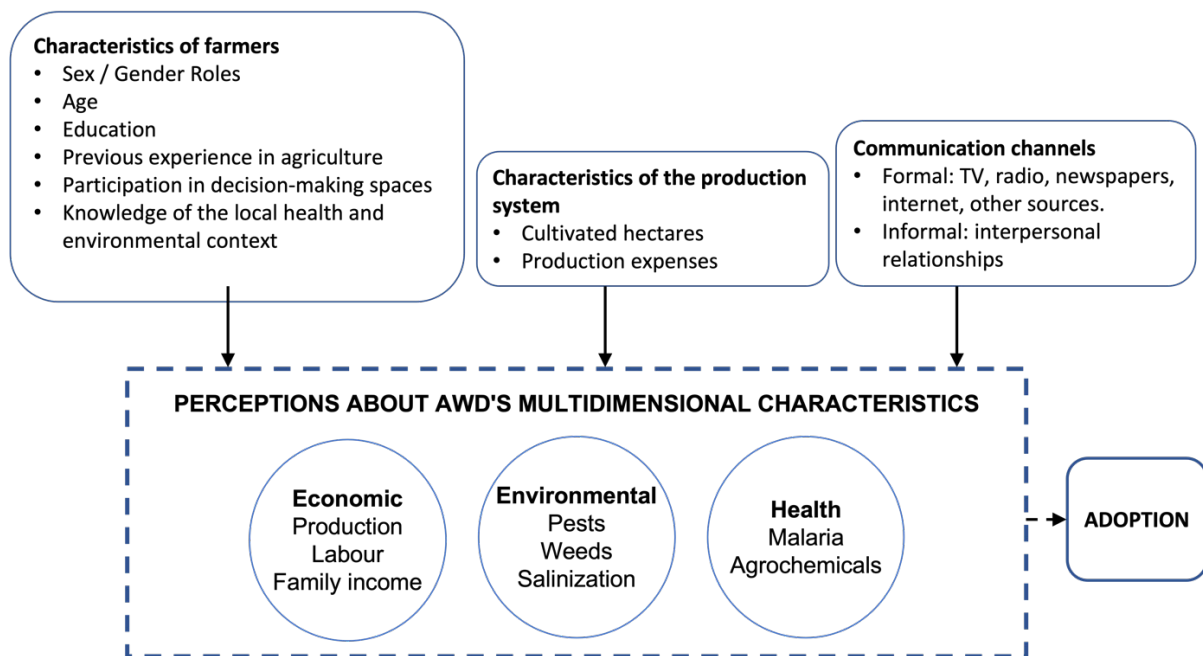 Characteristics of farmers
• Sex / Gender Roles
• Age
• Education
• Previous experience in agriculture
• Participation in decision-making spaces
• Knowledge of the local health and
environmental context
Characteristics of the production
system
• Cultivated hectares
• Production expenses
Communication channels
• Formal: TV, radio, newspapers,
internet, other sources.
• Informal: interpersonal
relationships
PERCEPTIONS ABOUT AWD'S MULTIDIMENSIONAL CHARACTERISTICS
Economic
Production
Labour
Family income
Environmental
Pests
Weeds
Salinization
Health
Malaria
Agrochemicals
ADOPTION